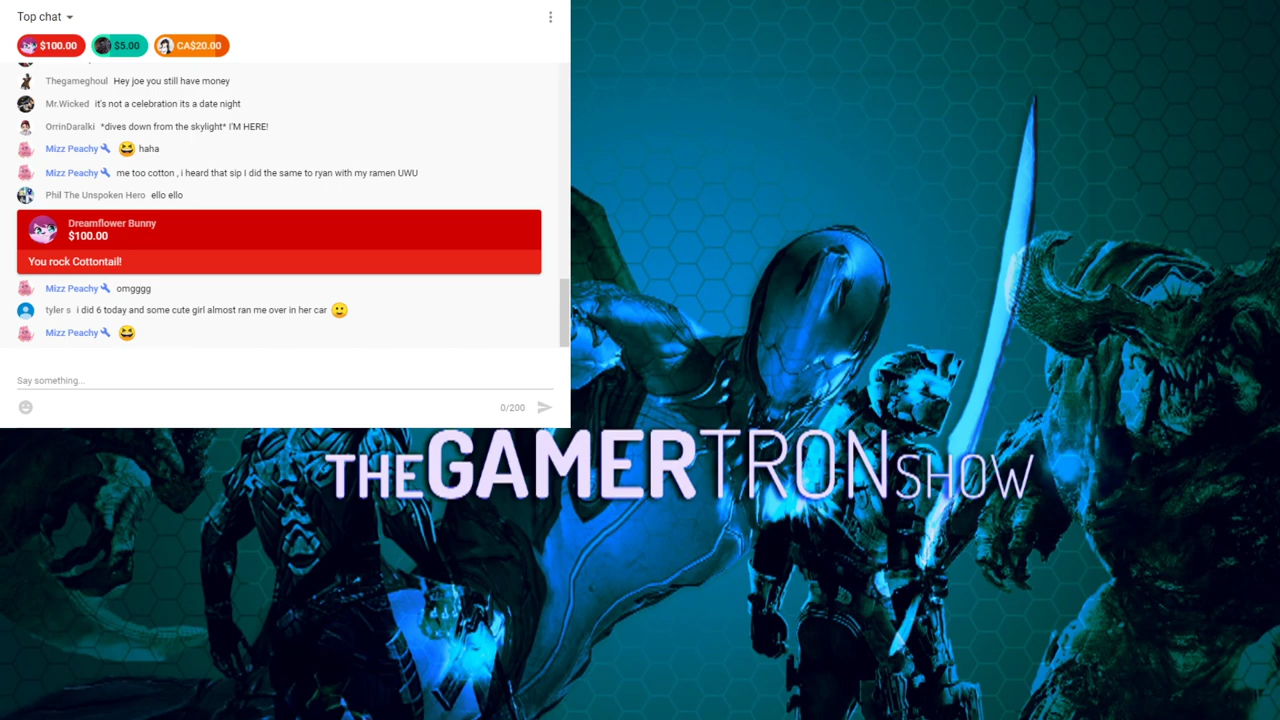 Top chat
$100.00 $5.00 CA$20.00
Thegameghoul Hey joe you still have money
Mr.Wicked it's not a celebration its a date night
OrrinDaralki *dives down from the skylight* I'M HERE!
Mizz Peachy haha
Mizz Peachy me too cotton , i heard that sip I did the same to ryan with my ramen UWU
Phil The Unspoken Hero ello ello
Dreamflower Bunny
$100.00
You rock Cottontail!
Mizz Peachy omgggg
tyler s i did 6 today and some cute girl almost ran me over in her car
Mizz Peachy
Say something...
0/200
THEGAMERTRONSHOW